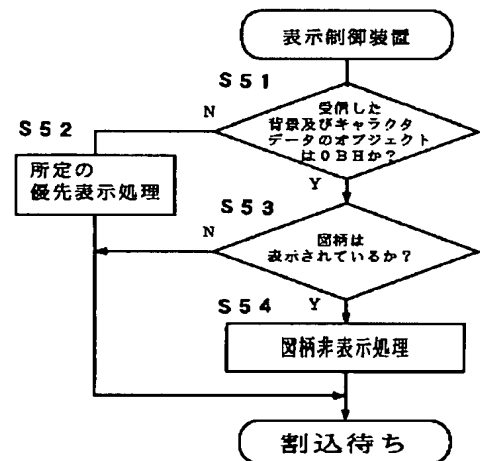 表示制御装置
S51
受信した
背景及びキャラクタ
データのオブジェクト
は0BHか?
N
Y
S52
所定の
優先表示処理
S53
図柄は
表示されているか?
N
Y
S54
図柄非表示処理
割込待ち